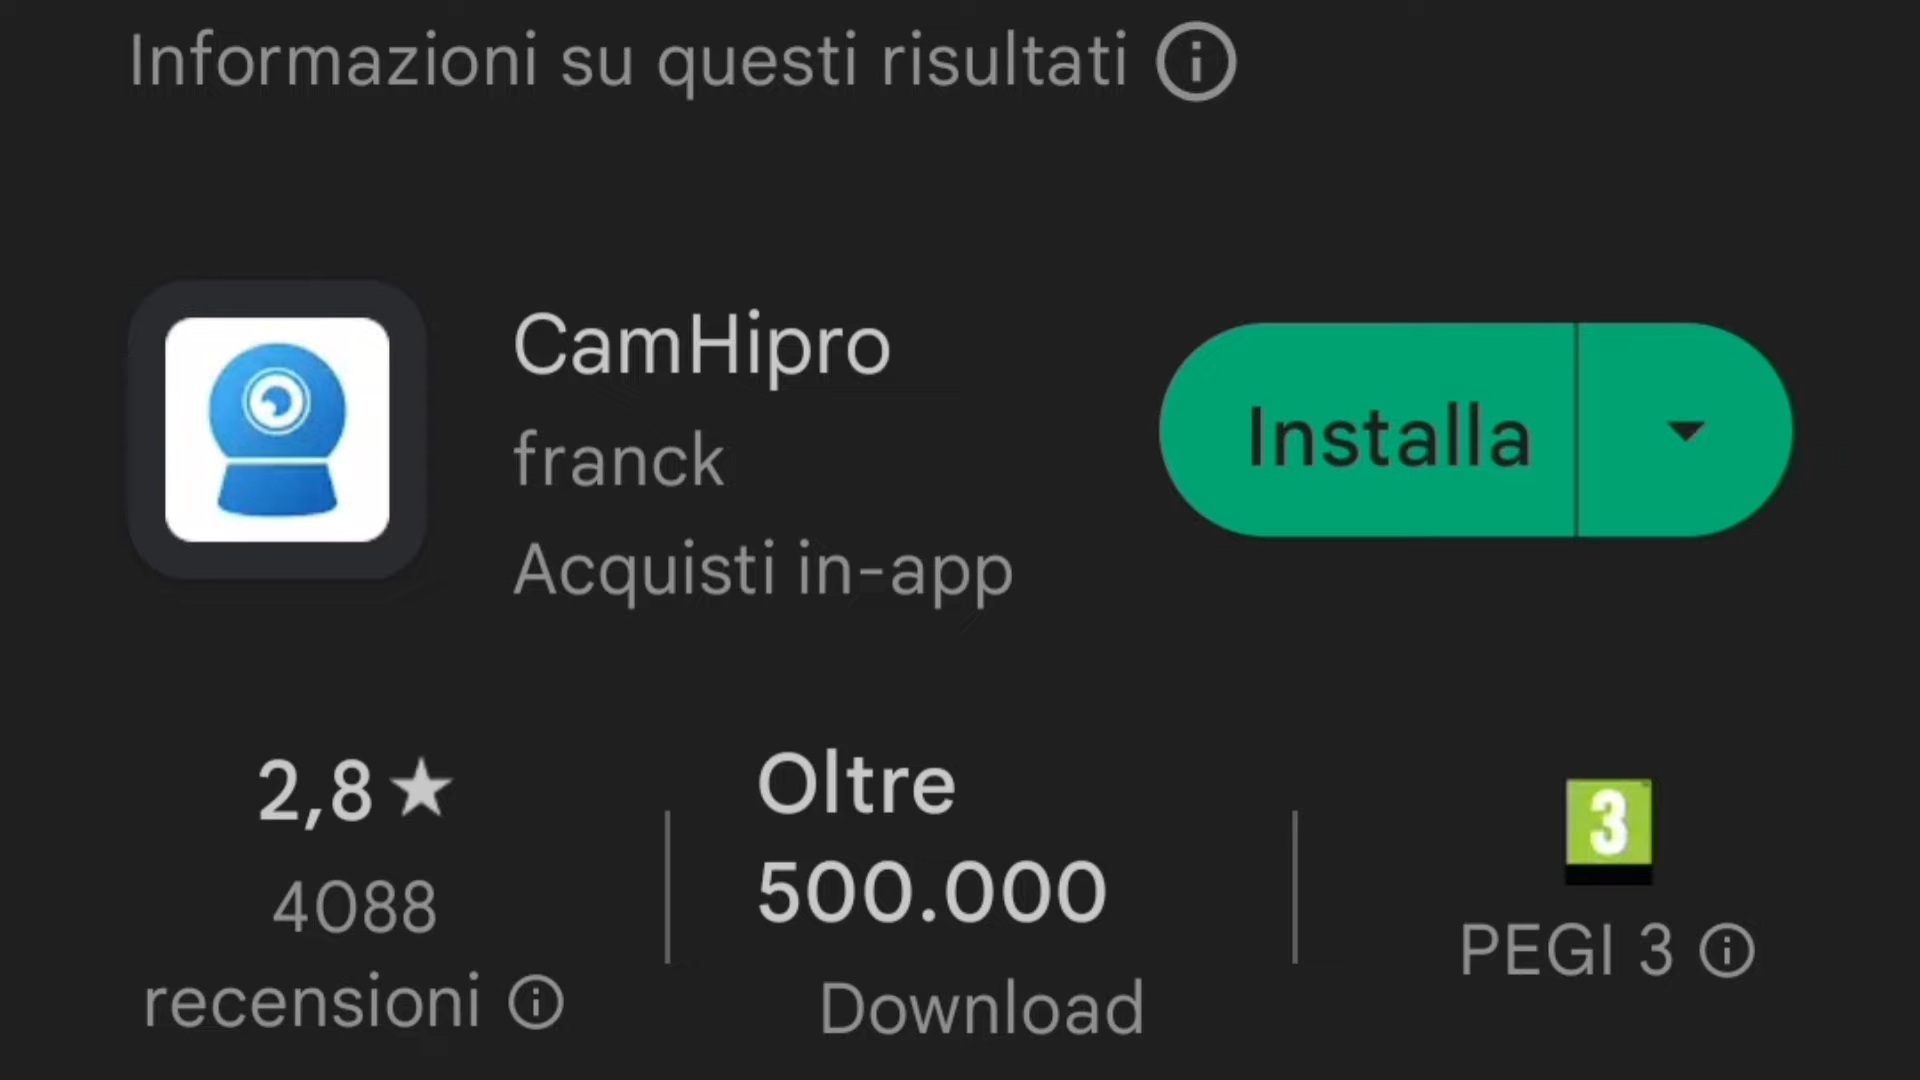 Informazioni su questi risultati
CamHipro
franck
Acquisti in-app
Installa
2,8★
4088
recensioni
Oltre
500.000
Download
3
PEGI 3